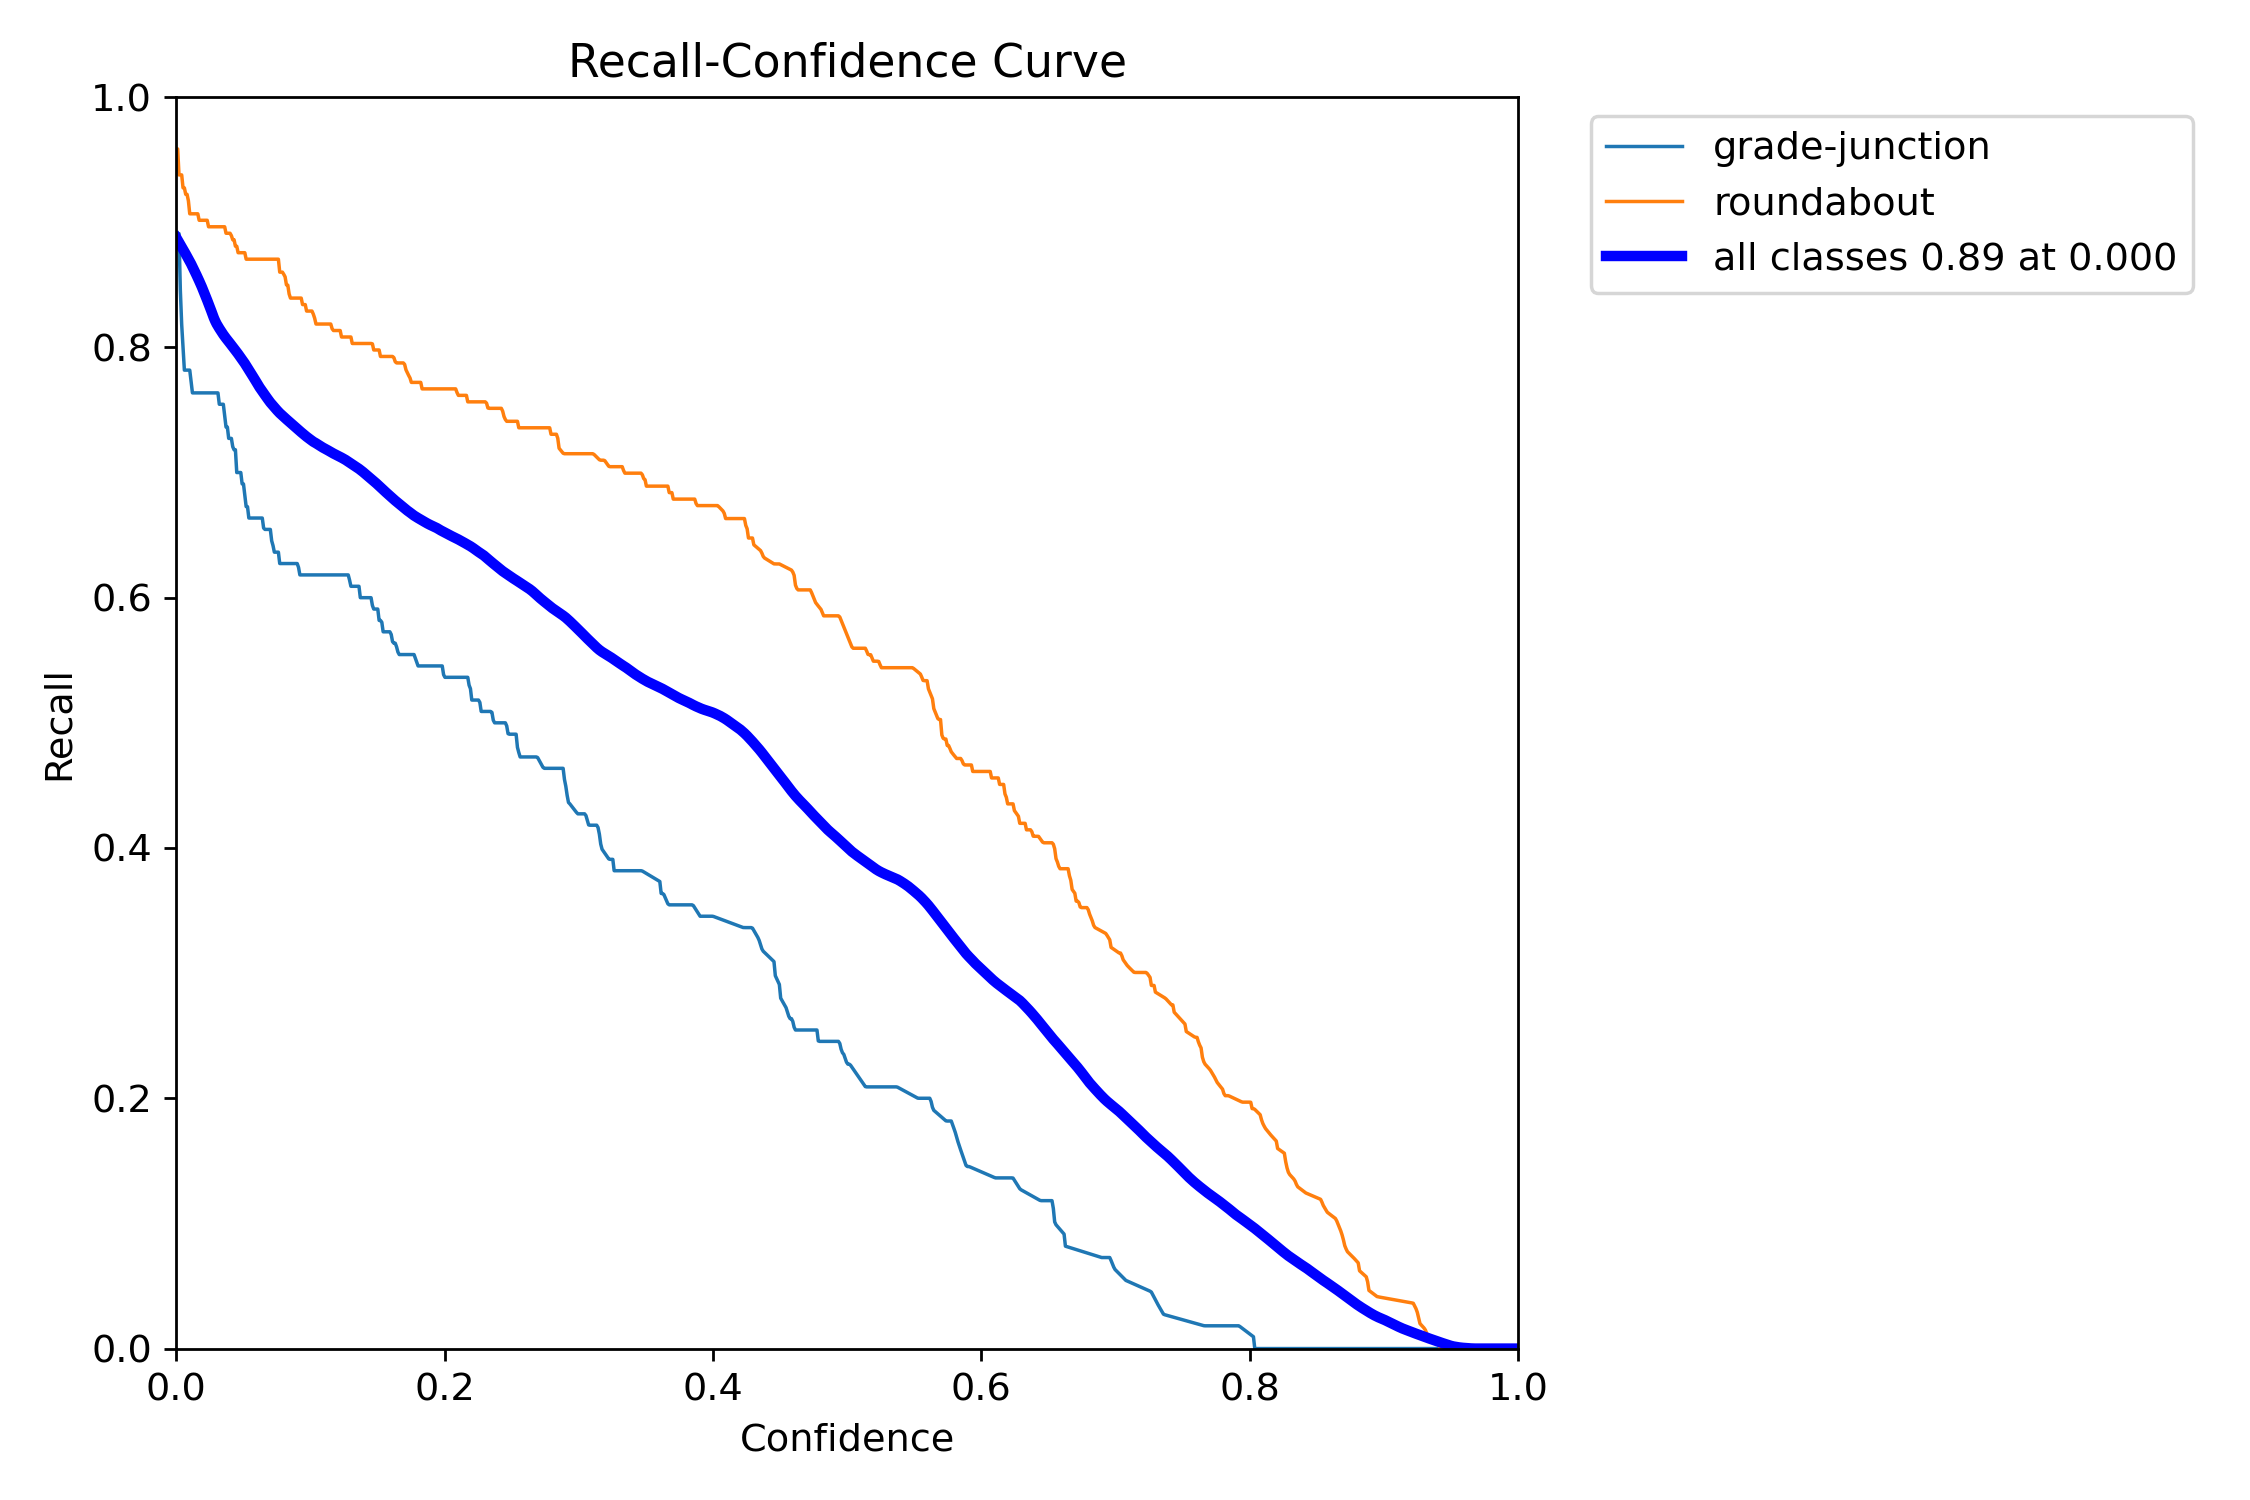 Recall-Confidence Curve
1.0
0.8
0.6
0.4
0.2
0.0
Recall
0.0 0.2 0.4 0.6 0.8 1.0
Confidence
grade-junction
roundabout
all classes 0.89 at 0.000